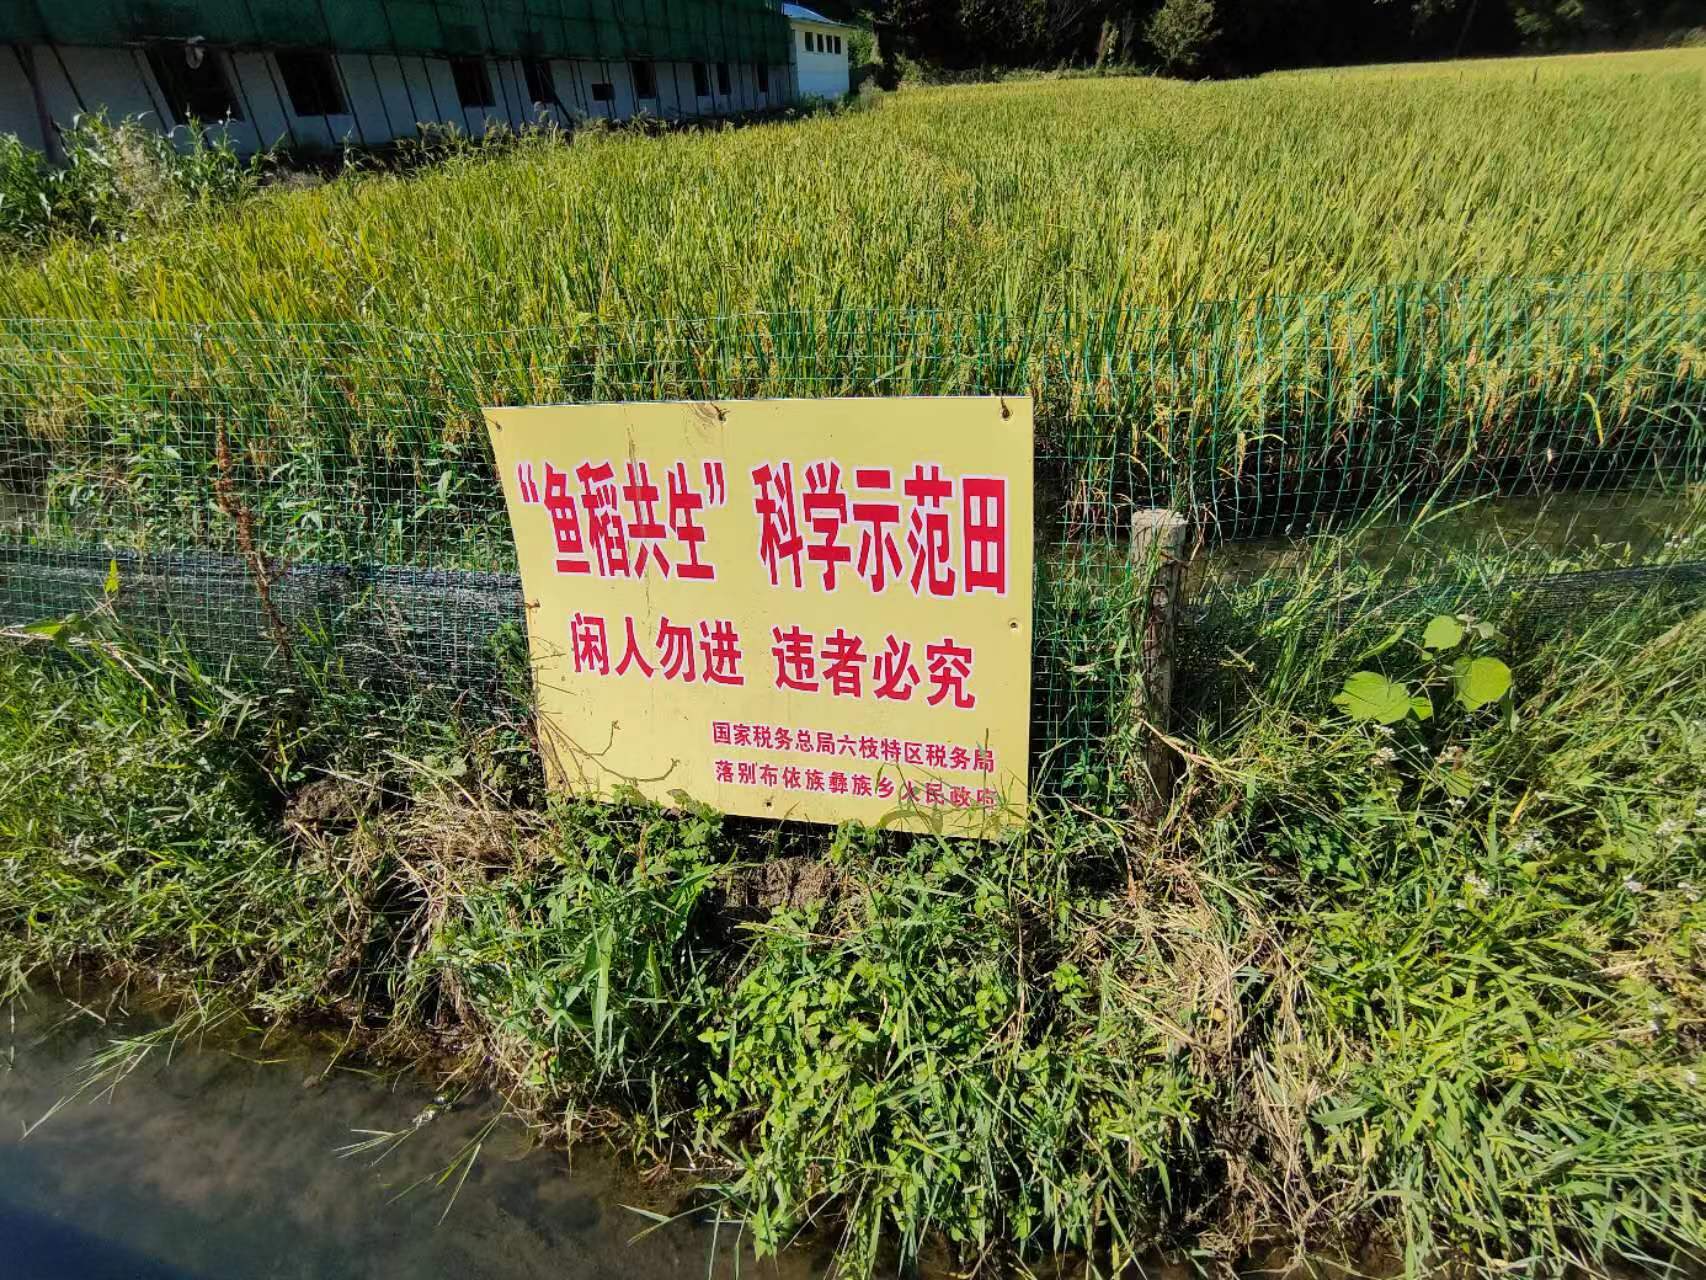 “鱼稻共生” 科学示范田
闲人勿进 违者必究
国家税务总局六枝特区税务局
落别布依族彝族乡人民政府